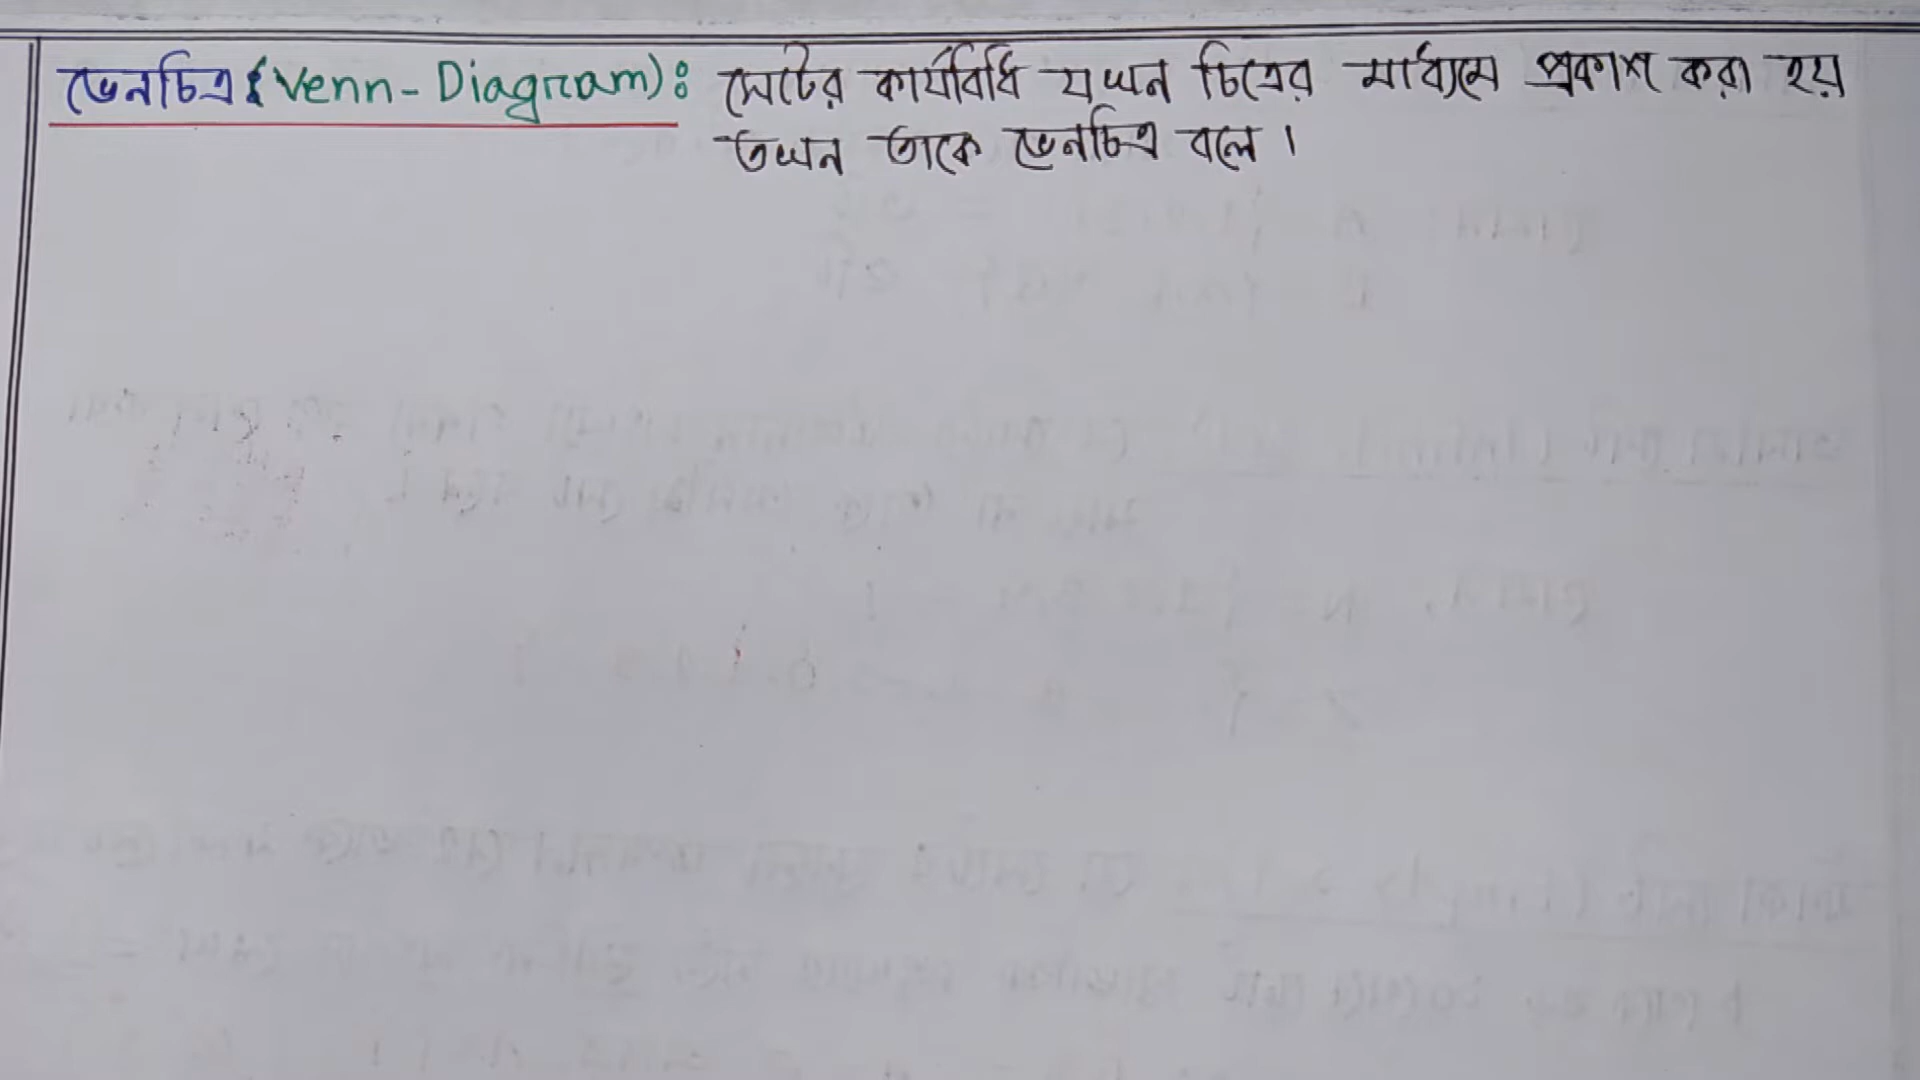 ভেনচিত্র (Venn-Diagram): সেটের কার্যবিধি যখন চিত্রের মাধ্যমে প্রকাশ করা হয়
তখন তাকে ভেনচিত্র বলে।